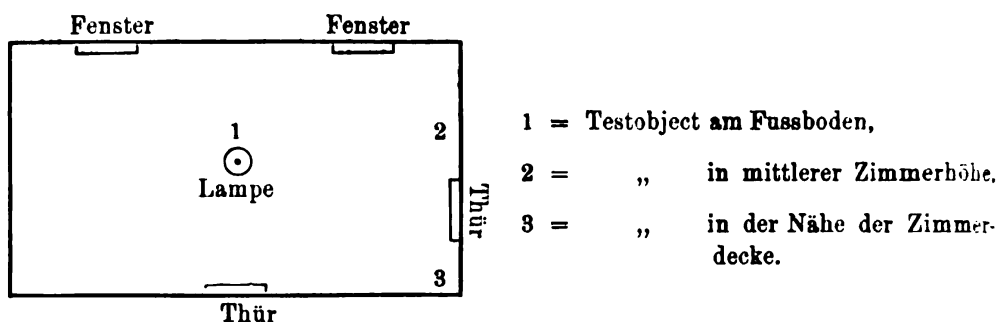 Fenster Fenster
1
2
Lampe
Thür
3
Thür
1 = Testobject am Fussboden,
2 = „ in mittlerer Zimmerhöhe.
3 = „ in der Nähe der Zimmer-
decke.